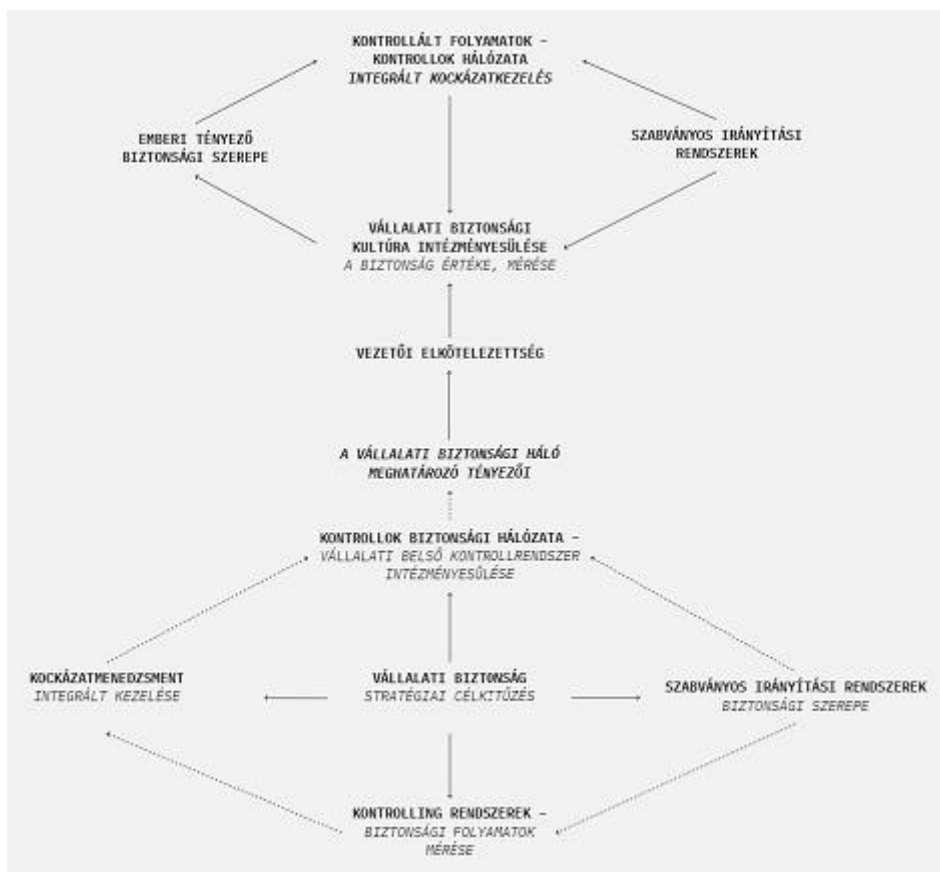 KONTROLLÁLT FOLYAMATOK –
KONTROLLOK HÁLÓZATA
INTEGRÁLT KOCKÁZATKEZELÉS
EMBERI TÉNYEZŐ
BIZTONSÁGI SZEREPE
SZABVÁNYOS IRÁNYÍTÁSI
RENDSZEREK
VÁLLALATI BIZTONSÁGI
KULTÚRA INTÉZMÉNYESÜLÉSE
A BIZTONSÁG ÉRTÉKE, MÉRÉSE
VEZETŐI ELKÖTELEZETTSÉG
A VÁLLALATI BIZTONSÁGI HÁLÓ
MEGHATÁROZÓ TÉNYEZŐI
KONTROLLOK BIZTONSÁGI HÁLÓZATA –
VÁLLALATI BELSŐ KONTROLLRENDSZER
INTÉZMÉNYESÜLÉSE
KOCKÁZATMENEDZSMENT
INTEGRÁLT KEZELÉSE
VÁLLALATI BIZTONSÁG
STRATÉGIAI CÉLKITŰZÉS
SZABVÁNYOS IRÁNYÍTÁSI RENDSZEREK
BIZTONSÁGI SZEREPE
KONTROLLING RENDSZEREK –
BIZTONSÁGI FOLYAMATOK
MÉRÉSE